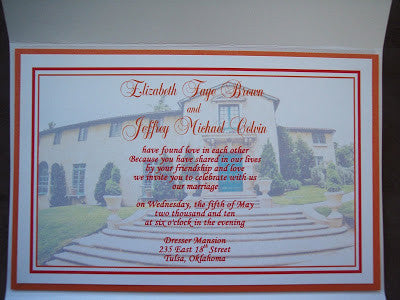 Elizabeth Faye Brown
and
Jeffrey Michael Colvin
have found love in each other
Because you have shared in our lives
by your friendship and love
we invite you to celebrate with us
our marriage
on Wednesday, the fifth of May
two thousand and ten
at six o'clock in the evening
Dresser Mansion
235 East 18th Street
Tulsa, Oklahoma